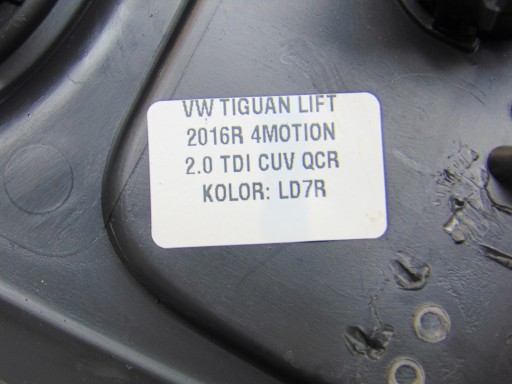 VW TIGUAN LIFT
2016R 4MOTION
2.0 TDI CUV QCR
KOLOR: LD7R